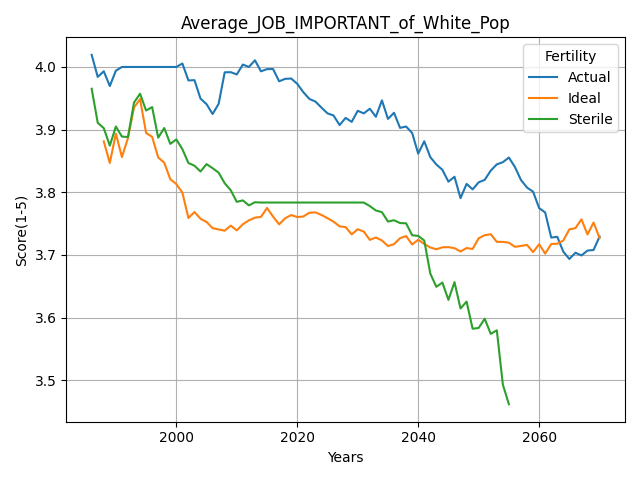 Average_JOB_IMPORTANT_of_White_Pop
Fertility
Actual
Ideal
Sterile
Score(1-5)
4.0
3.9
3.8
3.7
3.6
3.5
2000
2020
2040
2060
Years